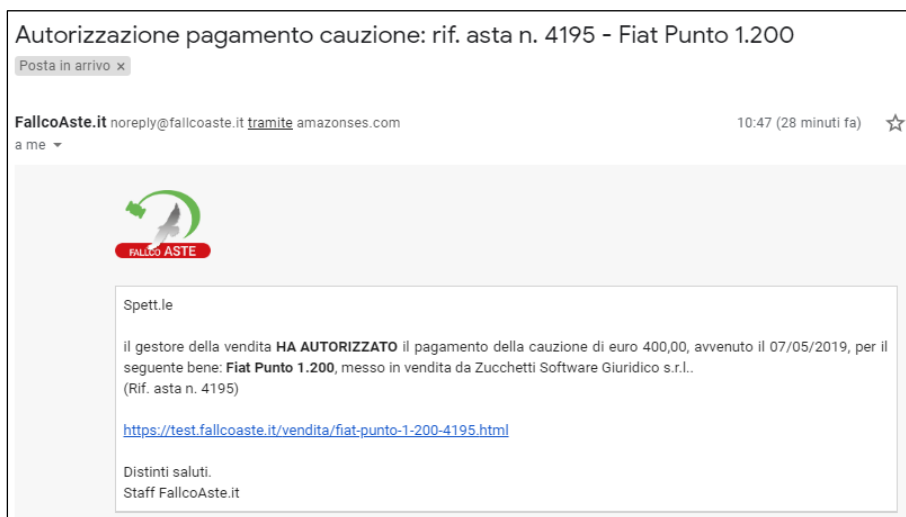 Autorizzazione pagamento cauzione: rif. asta n. 4195 - Fiat Punto 1.200
Posta in arrivo ×
FallcoAste.it noreply@fallcoaste.it tramite amazonses.com 10:47 (28 minuti fa)
a me
FALLCO ASTE
Spett.le
il gestore della vendita HA AUTORIZZATO il pagamento della cauzione di euro 400,00, avvenuto il 07/05/2019, per il
seguente bene: Fiat Punto 1.200, messo in vendita da Zucchetti Software Giuridico s.r.l..
(Rif. asta n. 4195)
https://test.fallcoaste.it/vendita/fiat-punto-1-200-4195.html
Distinti saluti.
Staff FallcoAste.it